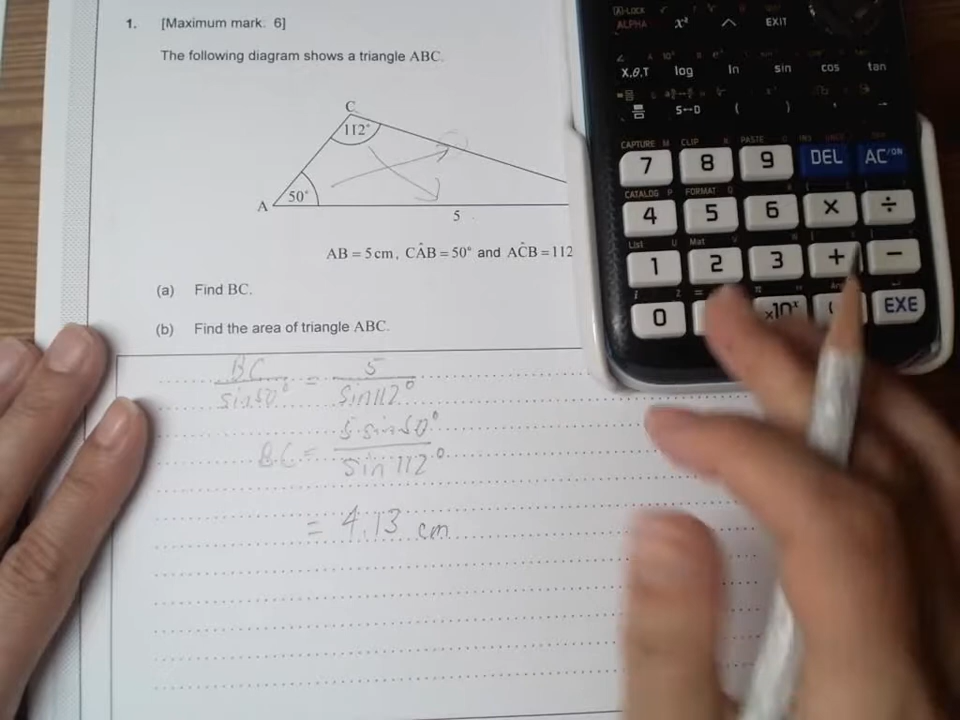 1. [Maximum mark: 6]
The following diagram shows a triangle ABC.
C
112°
50°
A
5
AB = 5 cm, CÂB = 50° and AĈB = 112
(a) Find BC.
(b) Find the area of triangle ABC.
BC/sin50° = 5/sin112°
BC = 5 sin50°/sin112°
= 4.13 cm
ALPHA x² ^ EXIT
X,θ,T log ln sin cos tan
S↔D ( ) , →
CAPTURE CLIP PASTE
7 8 9 DEL AC/ON
CATALOG FORMAT
4 5 6 × ÷
List Mat
1 2 3 + −
0 ×10ˣ EXE